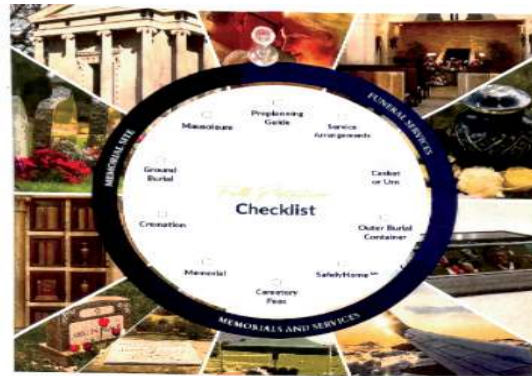 MEMORIAL SITE
FUNERAL SERVICES
MEMORIALS AND SERVICES
Preplanning
Guide
Service
Arrangements
Casket
or Urn
Outer Burial
Container
SafelyHome℠
Cemetery
Fees
Memorial
Cremation
Ground
Burial
Mausoleum
Checklist